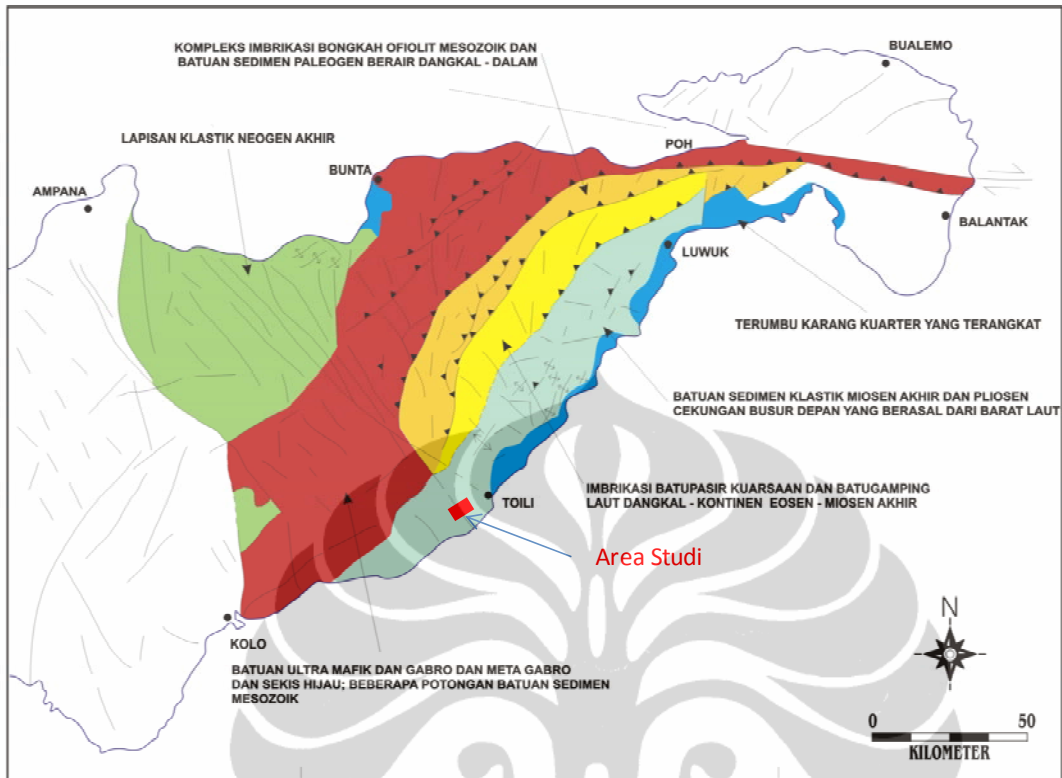 KOMPLEKS IMBRIKASI BONGKAH OFIOLIT MESOZOIK DAN
BATUAN SEDIMEN PALEOGEN BERAIR DANGKAL - DALAM
BUALEMO
LAPISAN KLASTIK NEOGEN AKHIR
POH
BUNTA
AMPANA
BALANTAK
LUWUK
TERUMBU KARANG KUARTER YANG TERANGKAT
BATUAN SEDIMEN KLASTIK MIOSEN AKHIR DAN PLIOSEN
CEKUNGAN BUSUR DEPAN YANG BERASAL DARI BARAT LAUT
IMBRIKASI BATUPASIR KUARSAAN DAN BATUGAMPING
LAUT DANGKAL - KONTINEN EOSEN - MIOSEN AKHIR
TOILI
Area Studi
N
KOLO
BATUAN ULTRA MAFIK DAN GABRO DAN META GABRO
DAN SEKIS HIJAU; BEBERAPA POTONGAN BATUAN SEDIMEN
MESOZOIK
0 50
KILOMETER